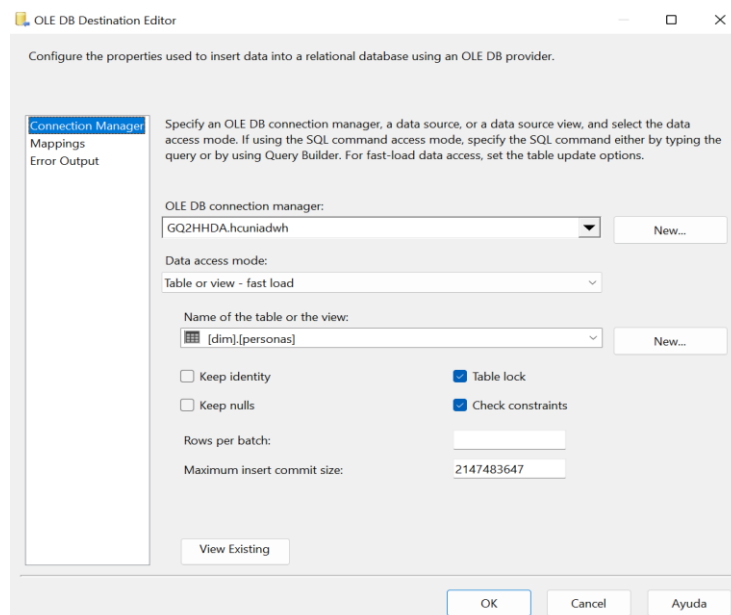 OLE DB Destination Editor
Configure the properties used to insert data into a relational database using an OLE DB provider.
Connection Manager
Mappings
Error Output
Specify an OLE DB connection manager, a data source, or a data source view, and select the data
access mode. If using the SQL command access mode, specify the SQL command either by typing the
query or by using Query Builder. For fast-load data access, set the table update options.
OLE DB connection manager:
GQ2HHDA.hcuniadwh
New...
Data access mode:
Table or view - fast load
Name of the table or the view:
[dim].[personas]
New...
Keep identity
Table lock
Keep nulls
Check constraints
Rows per batch:
Maximum insert commit size:
2147483647
View Existing
OK
Cancel
Ayuda